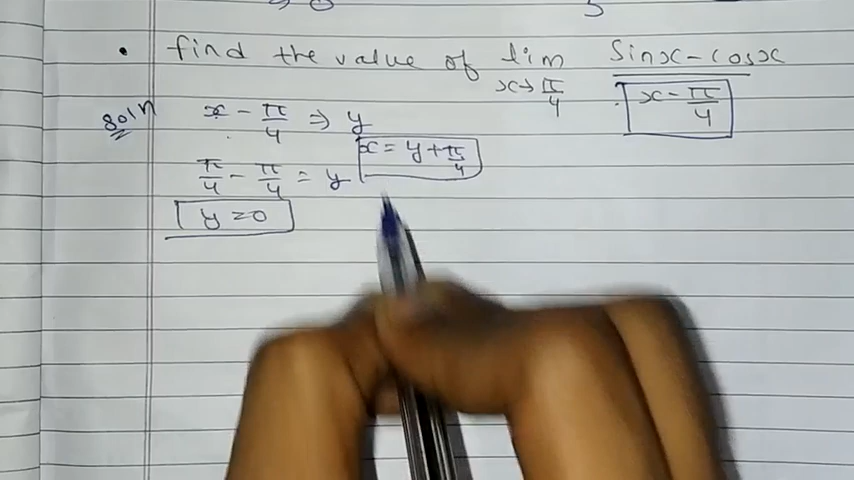 • find the value of lim x→π/4 sinx - cosx / x - π/4
Soln x - π/4 ⇒ y
x = y + π/4
π/4 - π/4 = y
y = 0